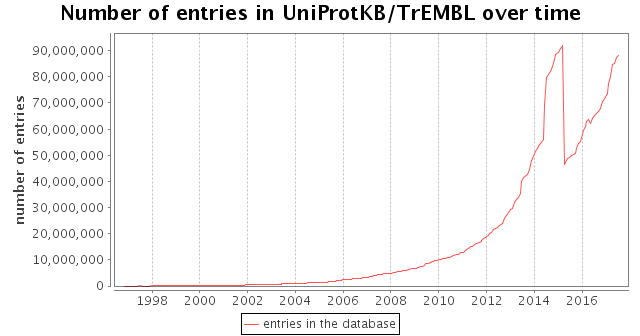 Number of entries in UniProtKB/TrEMBL over time
number of entries
90,000,000
80,000,000
70,000,000
60,000,000
50,000,000
40,000,000
30,000,000
20,000,000
10,000,000
0
1998 2000 2002 2004 2006 2008 2010 2012 2014 2016
entries in the database